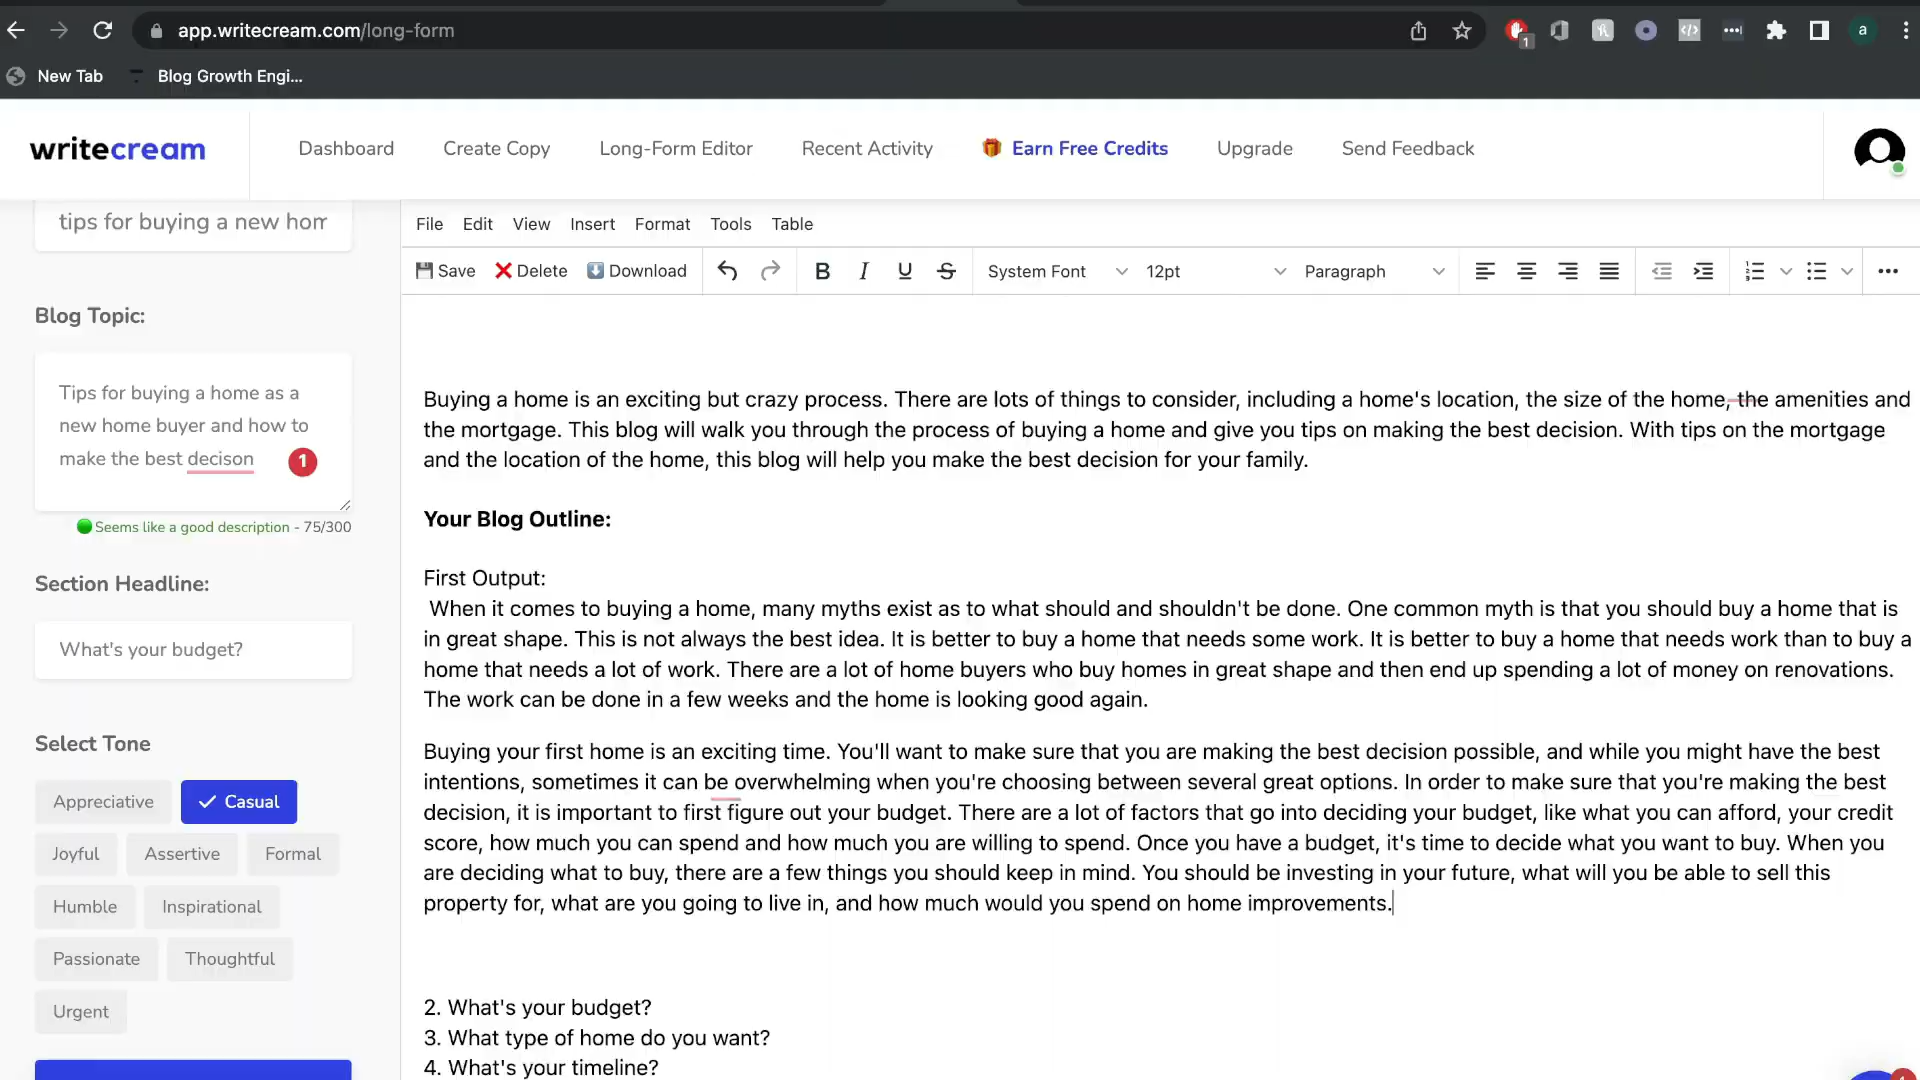 app.writecream.com/long-form
1
a
New Tab
Blog Growth Engi...
writecream
Dashboard
Create Copy
Long-Form Editor
Recent Activity
Earn Free Credits
Upgrade
Send Feedback
tips for buying a new hom
Blog Topic:
Tips for buying a home as a
new home buyer and how to
make the best decison
1
Seems like a good description - 75/300
Section Headline:
What's your budget?
Select Tone
Appreciative
Casual
Joyful
Assertive
Formal
Humble
Inspirational
Passionate
Thoughtful
Urgent
File Edit View Insert Format Tools Table
Save Delete Download B I U S System Font 12pt Paragraph
Buying a home is an exciting but crazy process. There are lots of things to consider, including a home's location, the size of the home, the amenities and
the mortgage. This blog will walk you through the process of buying a home and give you tips on making the best decision. With tips on the mortgage
and the location of the home, this blog will help you make the best decision for your family.
Your Blog Outline:
First Output:
When it comes to buying a home, many myths exist as to what should and shouldn't be done. One common myth is that you should buy a home that is
in great shape. This is not always the best idea. It is better to buy a home that needs some work. It is better to buy a home that needs work than to buy a
home that needs a lot of work. There are a lot of home buyers who buy homes in great shape and then end up spending a lot of money on renovations.
The work can be done in a few weeks and the home is looking good again.
Buying your first home is an exciting time. You'll want to make sure that you are making the best decision possible, and while you might have the best
intentions, sometimes it can be overwhelming when you're choosing between several great options. In order to make sure that you're making the best
decision, it is important to first figure out your budget. There are a lot of factors that go into deciding your budget, like what you can afford, your credit
score, how much you can spend and how much you are willing to spend. Once you have a budget, it's time to decide what you want to buy. When you
are deciding what to buy, there are a few things you should keep in mind. You should be investing in your future, what will you be able to sell this
property for, what are you going to live in, and how much would you spend on home improvements.
2. What's your budget?
3. What type of home do you want?
4. What's your timeline?